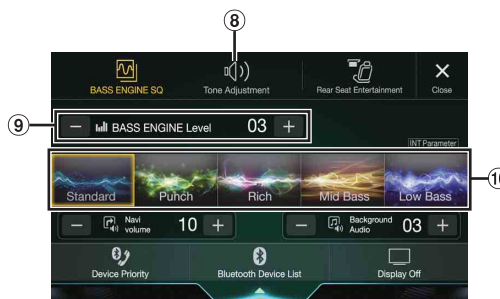 8
BASS ENGINE SQ
Tone Adjustment
Rear Seat Entertainment
Close
9
BASS ENGINE Level 03
INT Parameter
10
Standard
Punch
Rich
Mid Bass
Low Bass
Navi volume 10
Background Audio 03
Device Priority
Bluetooth Device List
Display Off